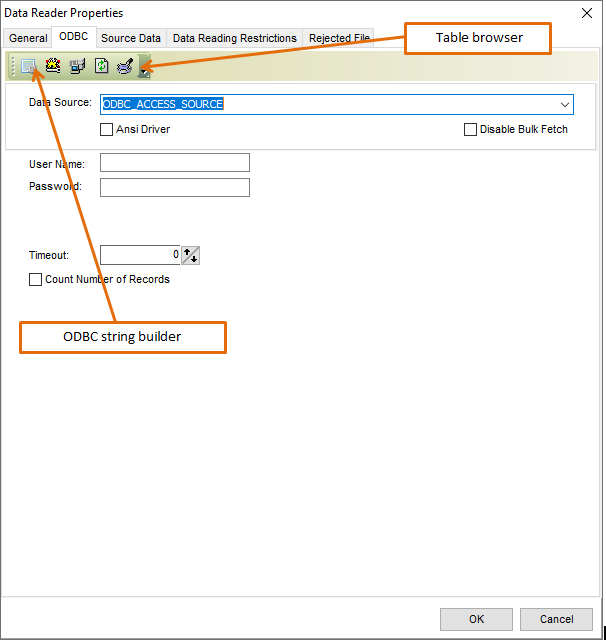 Data Reader Properties
General ODBC Source Data Data Reading Restrictions Rejected File
Table browser
Data Source: ODBC_ACCESS_SOURCE
Ansi Driver Disable Bulk Fetch
User Name:
Password:
Timeout: 0
Count Number of Records
ODBC string builder
OK Cancel